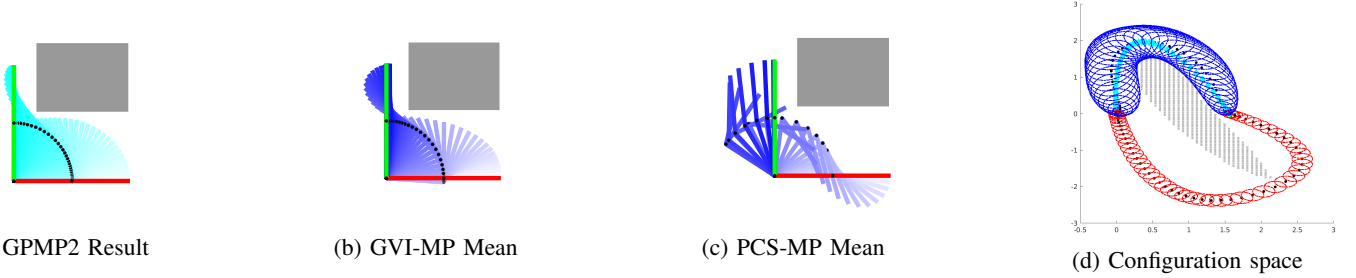 GPMP2 Result
(b) GVI-MP Mean
(c) PCS-MP Mean
3
2
1
0
-1
-2
-3
-0.5 0 0.5 1 1.5 2 2.5 3
(d) Configuration space